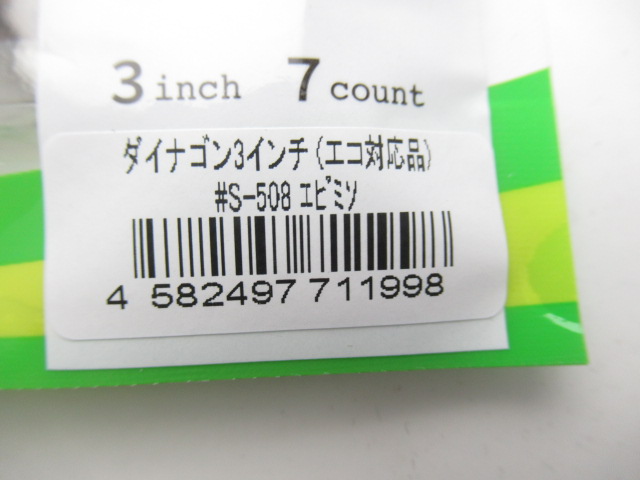 3 inch 7 count
ダイナゴン3インチ(エコ対応品)
#S-508 エビミソ
4 582497 711998